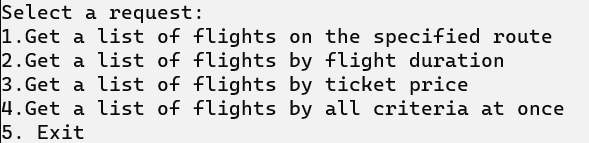 Select a request:
1.Get a list of flights on the specified route
2.Get a list of flights by flight duration
3.Get a list of flights by ticket price
4.Get a list of flights by all criteria at once
5. Exit